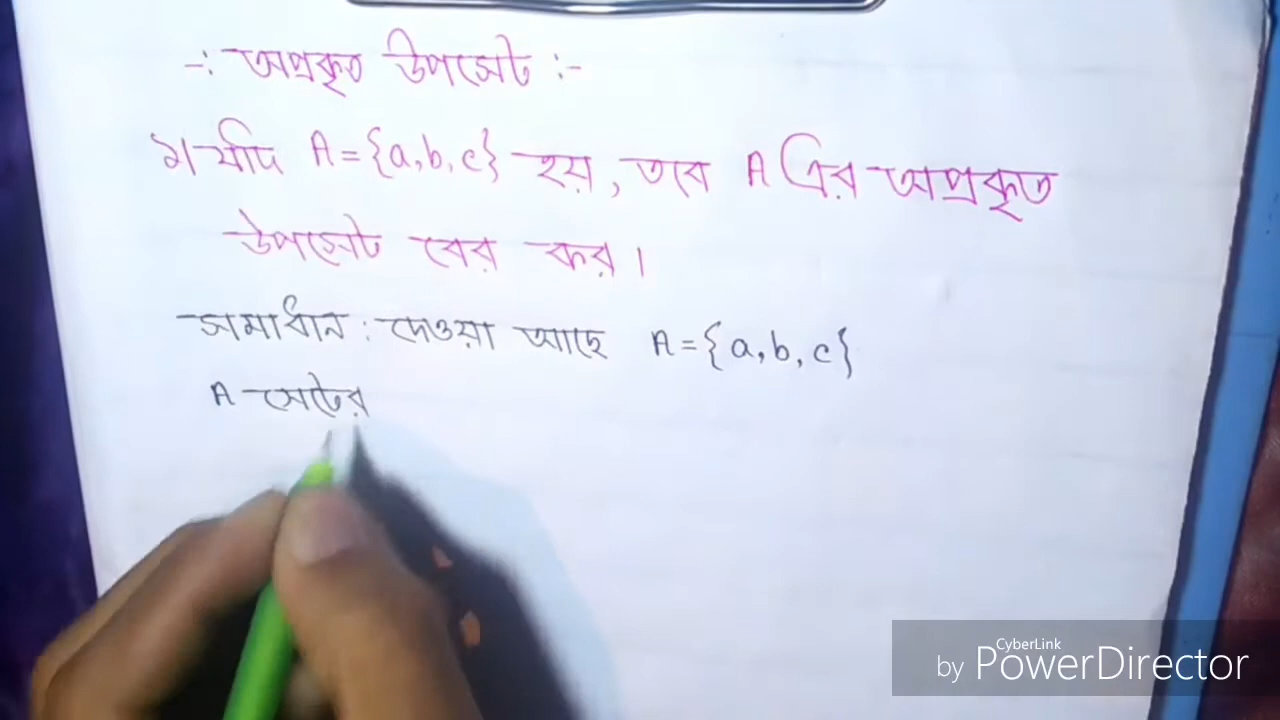 -: অপ্রকৃত উপসেট :-
১। যদি A = {a, b, c} হয়, তবে A এর অপ্রকৃত
উপসেট বের কর।
সমাধান : দেওয়া আছে A = {a, b, c}
A সেটের
CyberLink
by PowerDirector